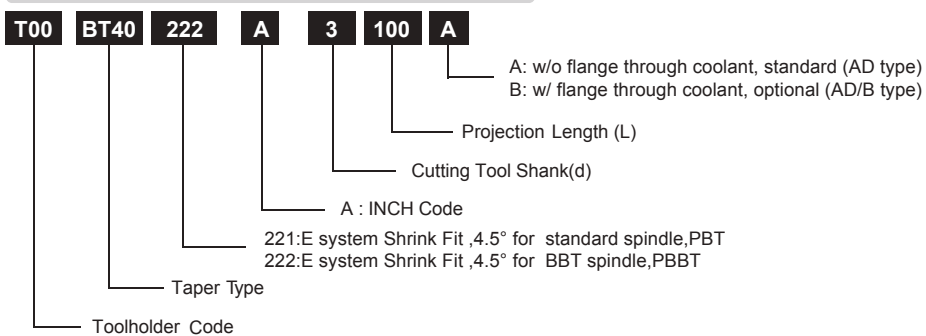 T00 BT40 222 A 3 100 A
A: w/o flange through coolant, standard (AD type)
B: w/ flange through coolant, optional (AD/B type)
Projection Length (L)
Cutting Tool Shank(d)
A : INCH Code
221:E system Shrink Fit ,4.5° for standard spindle,PBT
222:E system Shrink Fit ,4.5° for BBT spindle,PBBT
Taper Type
Toolholder Code